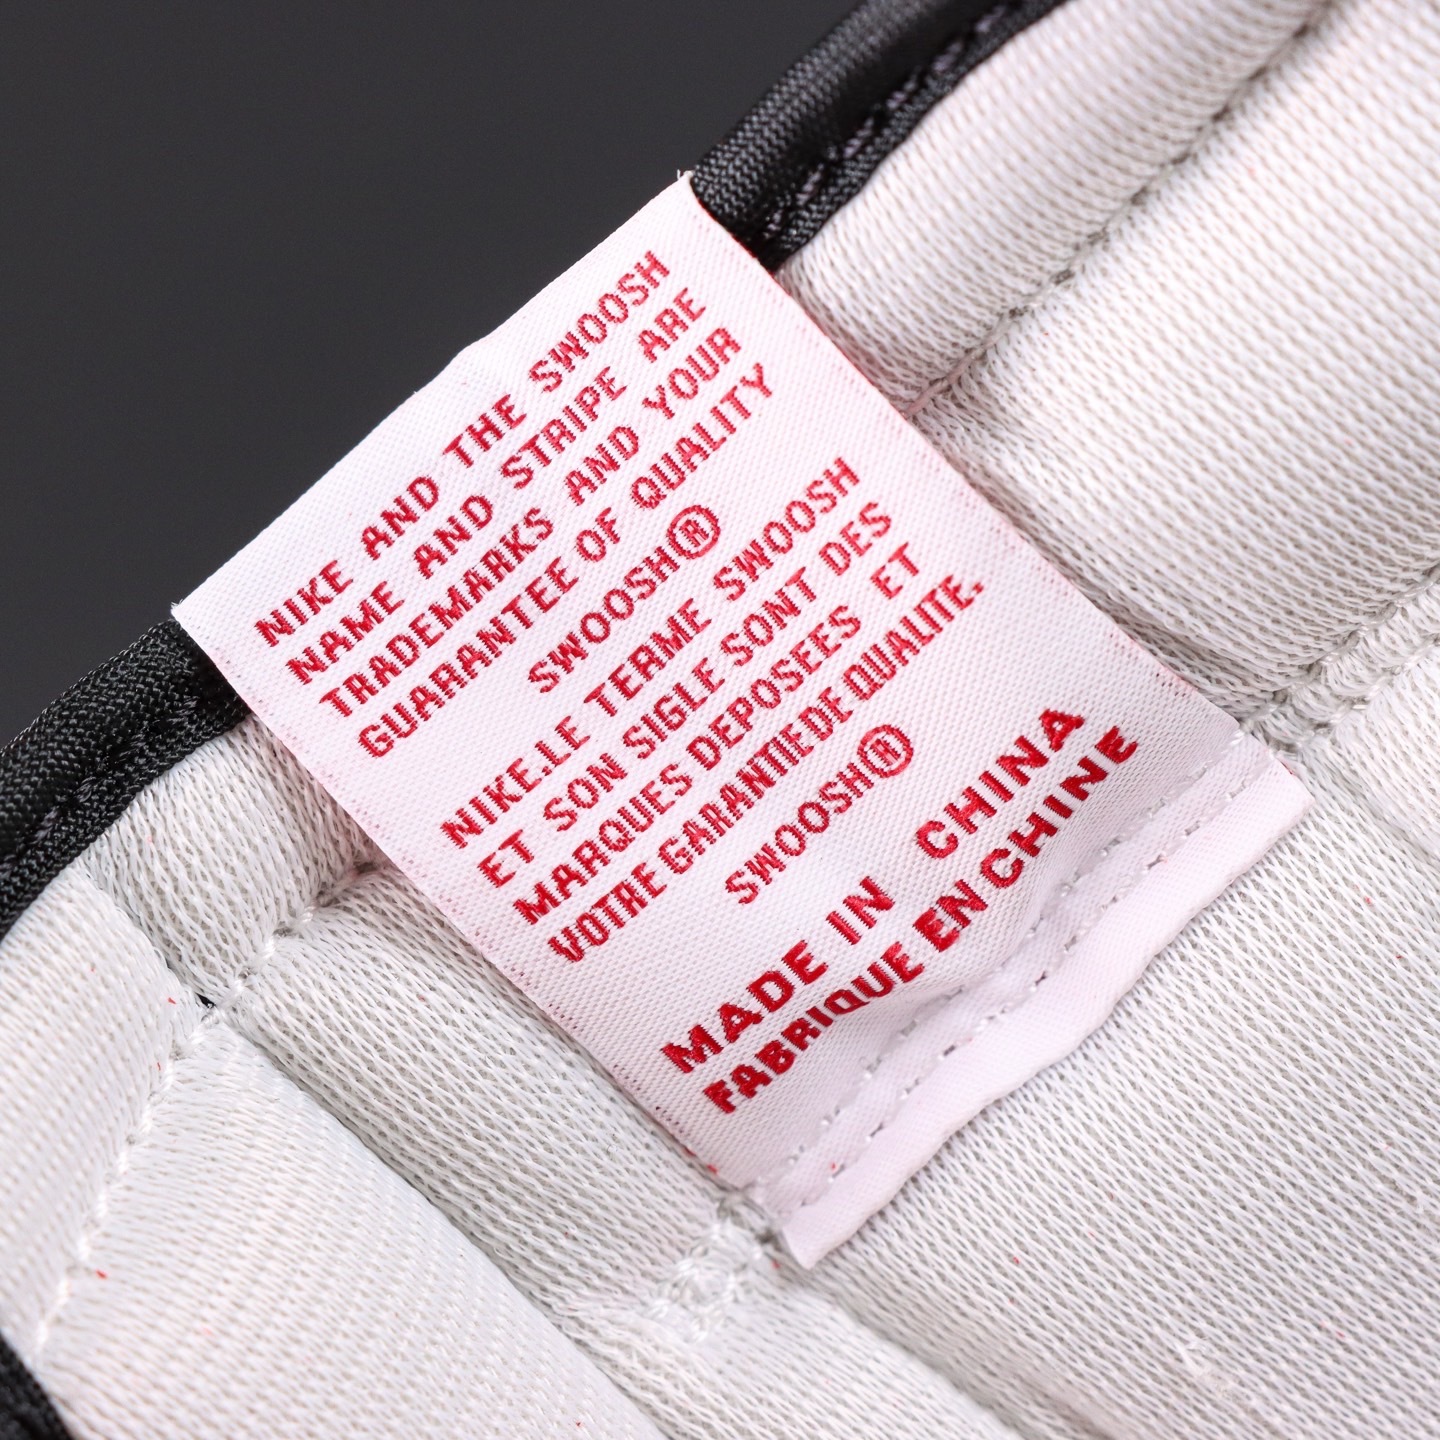 NIKE AND THE SWOOSH
NAME AND STRIPE ARE
TRADEMARKS AND YOUR
GUARANTEE OF QUALITY
SWOOSH®
NIKE.LE TERME SWOOSH
ET SON SIGLE SONT DES
MARQUES DEPOSEES ET
VOTRE GARANTIE DE QUALITE.
SWOOSH®
MADE IN CHINA
FABRIQUE EN CHINE